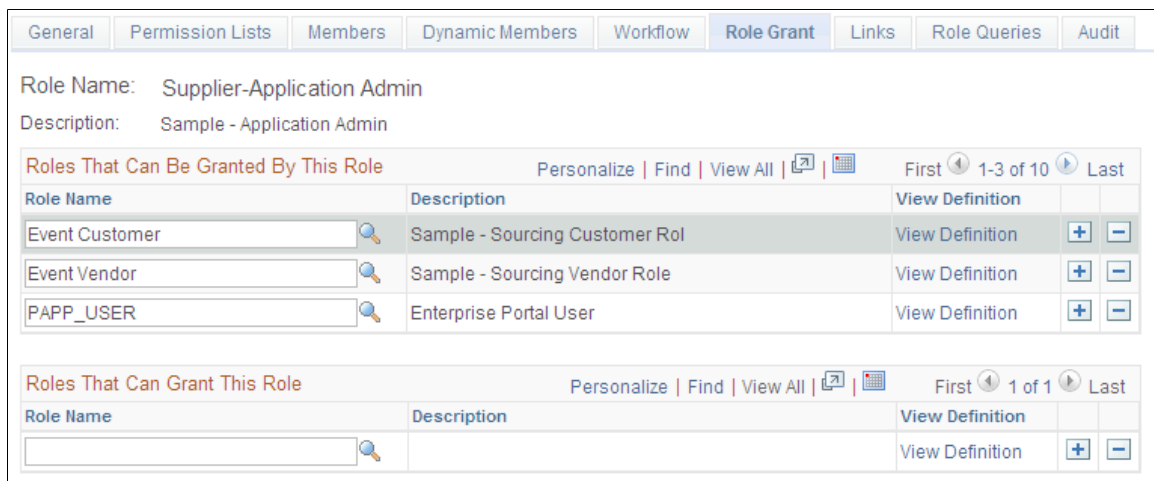 General Permission Lists Members Dynamic Members Workflow Role Grant Links Role Queries Audit
Role Name: Supplier-Application Admin
Description: Sample - Application Admin
Roles That Can Be Granted By This Role Personalize | Find | View All | | First 1-3 of 10 Last
Role Name Description View Definition
Event Customer Sample - Sourcing Customer Rol View Definition
Event Vendor Sample - Sourcing Vendor Role View Definition
PAPP_USER Enterprise Portal User View Definition
Roles That Can Grant This Role Personalize | Find | View All | | First 1 of 1 Last
Role Name Description View Definition
View Definition